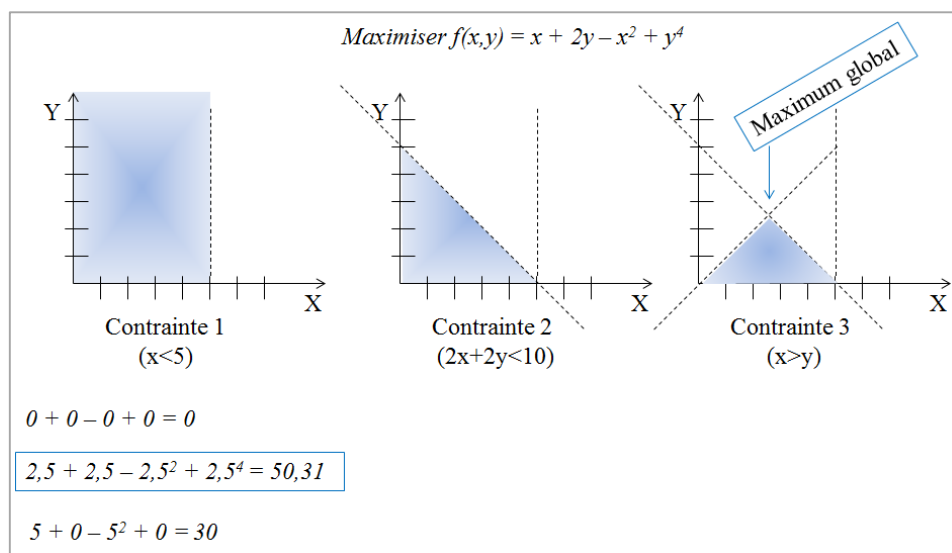 Maximiser f(x,y) = x + 2y – x² + y⁴
Maximum global
Y
Y
Y
X
X
X
Contrainte 1
(x<5)
Contrainte 2
(2x+2y<10)
Contrainte 3
(x>y)
0 + 0 – 0 + 0 = 0
2,5 + 2,5 – 2,5² + 2,5⁴ = 50,31
5 + 0 – 5² + 0 = 30